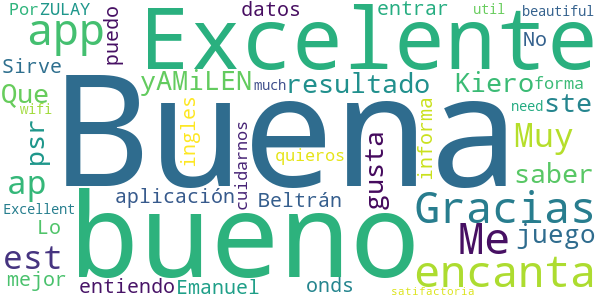 Por ZULAY datos entrar util beautiful
app puedo Excelente No
Sirve yAMiLEN much resultado Kiero forma
Que wifi Buena need ste
psr ingles quieros informa Muy
ap cuidarnos gusta saber
Excellent aplicación Beltrán Gracias
Lo bueno Me juego
est onds encanta
mejor entiendo Emanuel satifactoria